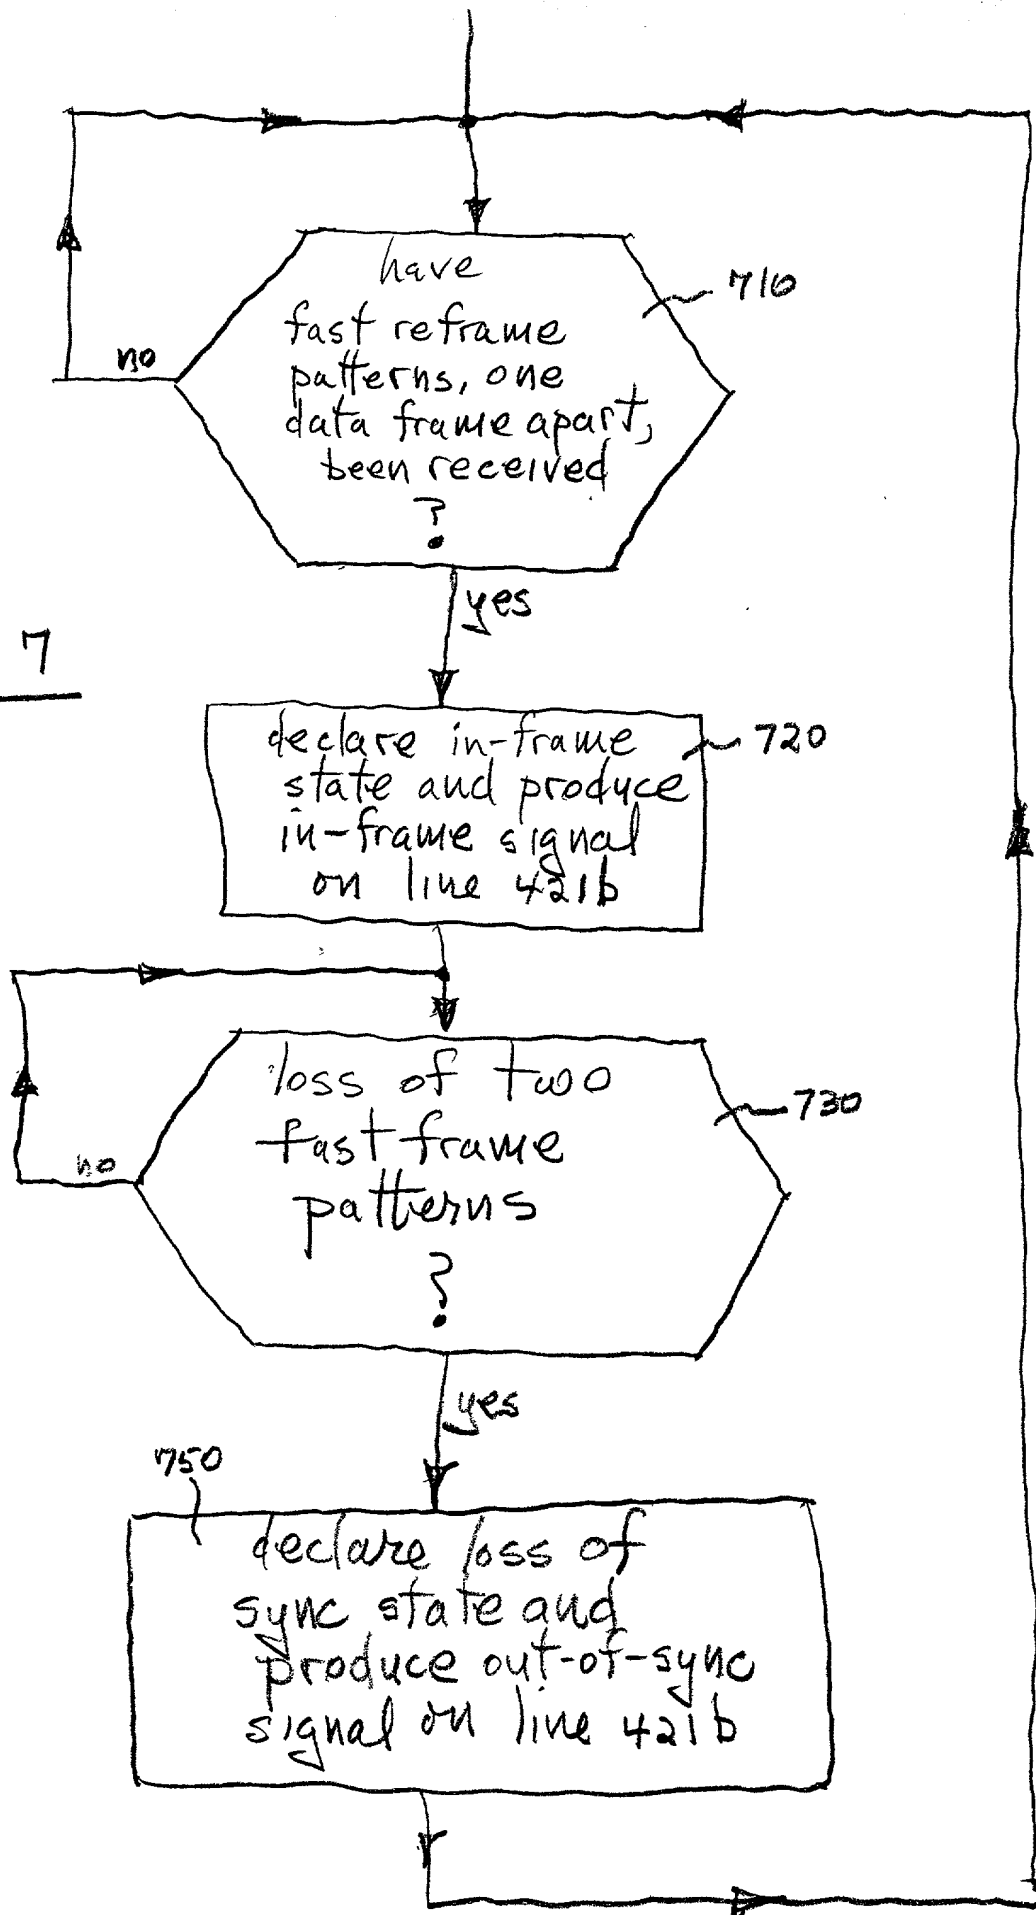 have
fast reframe
patterns, one
data frame apart,
been received
?
710
no
yes
7
declare in-frame
state and produce
in-frame signal
on line 421b
720
loss of two
fast frame
patterns
?
730
no
yes
750
declare loss of
sync state and
produce out-of-sync
signal on line 421b